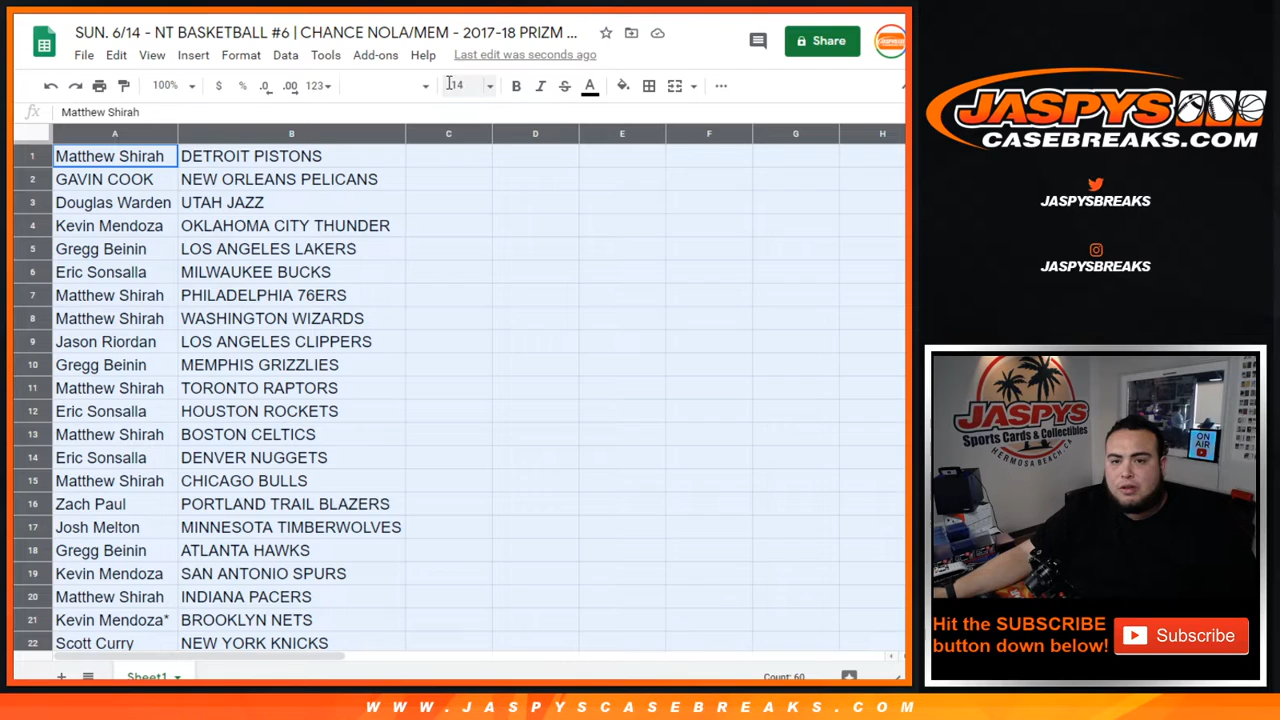 SUN. 6/14 - NT BASKETBALL #6 | CHANCE NOLA/MEM - 2017-18 PRIZM ...
Share
File Edit View Insert Format Data Tools Add-ons Help Last edit was seconds ago
100% $ % .0 .00 123 14 B I S A ...
fx Matthew Shirah
A B C D E F G H
1 Matthew Shirah DETROIT PISTONS
2 GAVIN COOK NEW ORLEANS PELICANS
3 Douglas Warden UTAH JAZZ
4 Kevin Mendoza OKLAHOMA CITY THUNDER
5 Gregg Beinin LOS ANGELES LAKERS
6 Eric Sonsalla MILWAUKEE BUCKS
7 Matthew Shirah PHILADELPHIA 76ERS
8 Matthew Shirah WASHINGTON WIZARDS
9 Jason Riordan LOS ANGELES CLIPPERS
10 Gregg Beinin MEMPHIS GRIZZLIES
11 Matthew Shirah TORONTO RAPTORS
12 Eric Sonsalla HOUSTON ROCKETS
13 Matthew Shirah BOSTON CELTICS
14 Eric Sonsalla DENVER NUGGETS
15 Matthew Shirah CHICAGO BULLS
16 Zach Paul PORTLAND TRAIL BLAZERS
17 Josh Melton MINNESOTA TIMBERWOLVES
18 Gregg Beinin ATLANTA HAWKS
19 Kevin Mendoza SAN ANTONIO SPURS
20 Matthew Shirah INDIANA PACERS
21 Kevin Mendoza* BROOKLYN NETS
22 Scott Curry NEW YORK KNICKS
Sheet1
Count: 60
JASPYS
CASEBREAKS.COM
JASPYSBREAKS
JASPYSBREAKS
JASPYS
Sports Cards & Collectibles
HERMOSA BEACH, CA
ON
AIR
Hit the SUBSCRIBE
button down below!
Subscribe
WWW.JASPYSCASEBREAKS.COM